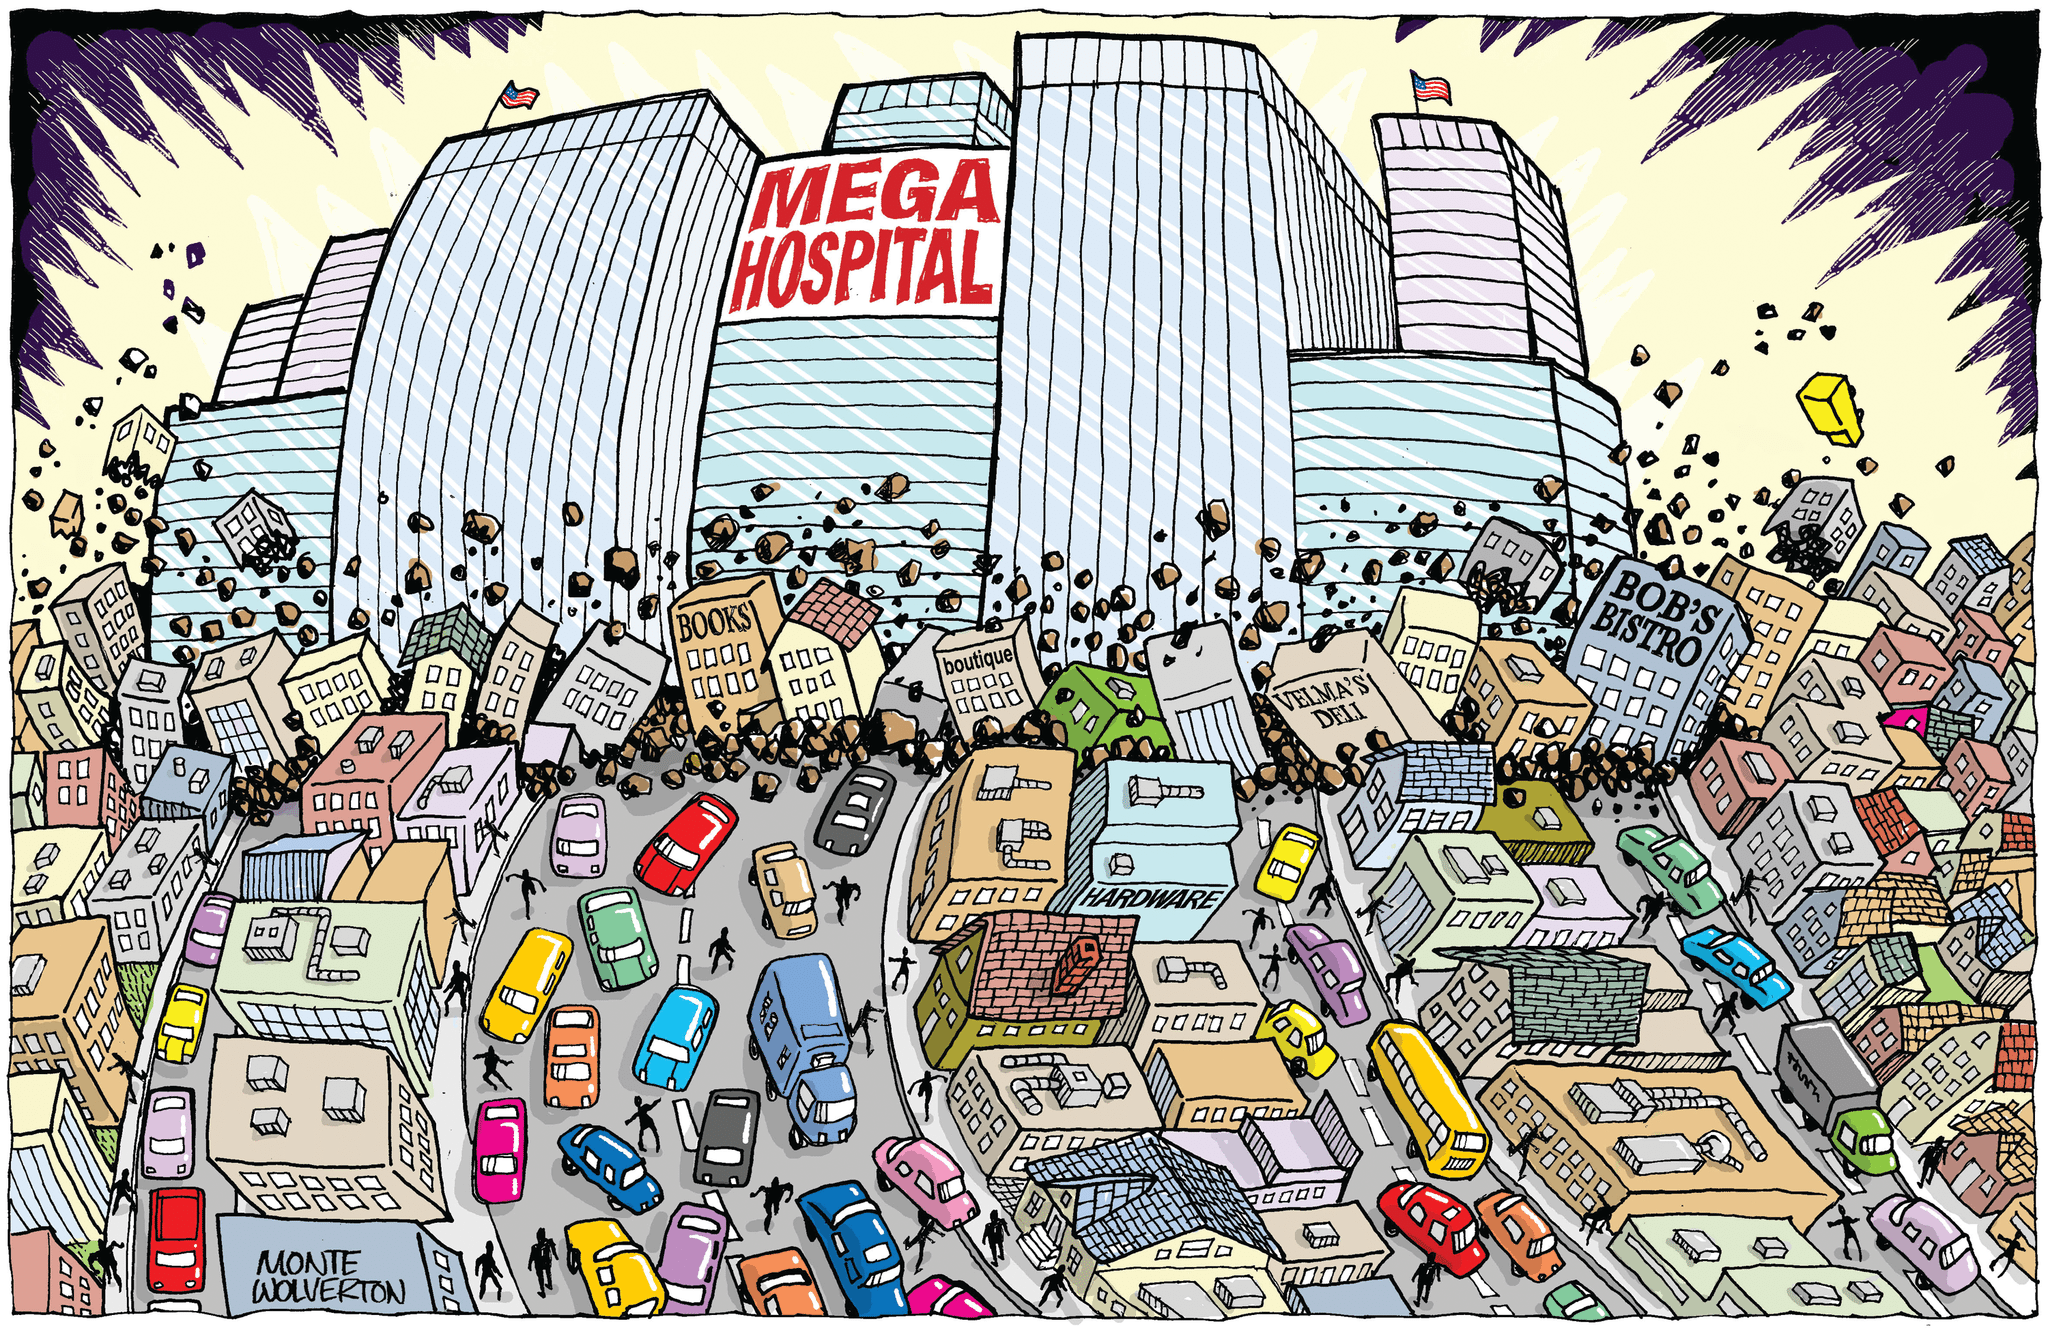 MEGA
HOSPITAL
BOOKS
boutique
VELMA'S
DELI
BOB'S
BISTRO
HARDWARE
MONTE
WOLVERTON